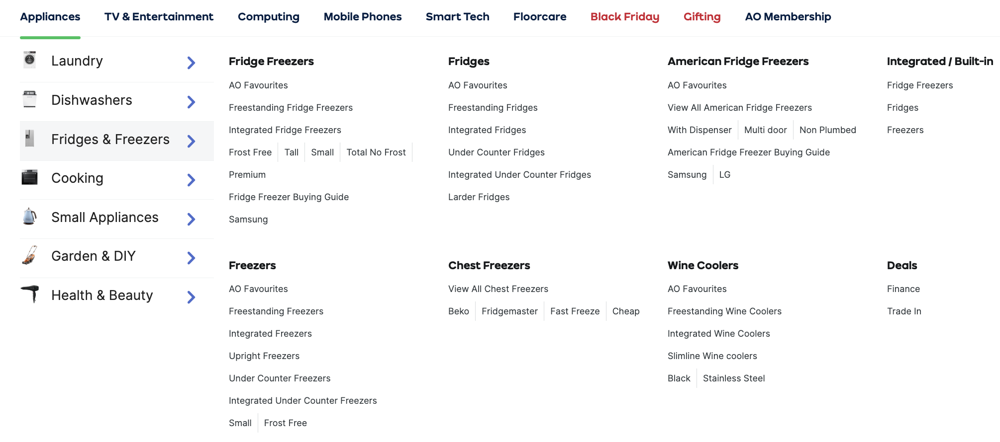 Appliances TV & Entertainment Computing Mobile Phones Smart Tech Floorcare Black Friday Gifting AO Membership
Laundry
Dishwashers
Fridges & Freezers
Cooking
Small Appliances
Garden & DIY
Health & Beauty
Fridge Freezers
AO Favourites
Freestanding Fridge Freezers
Integrated Fridge Freezers
Frost Free Tall Small Total No Frost
Premium
Fridge Freezer Buying Guide
Samsung
Fridges
AO Favourites
Freestanding Fridges
Integrated Fridges
Under Counter Fridges
Integrated Under Counter Fridges
Larder Fridges
American Fridge Freezers
AO Favourites
View All American Fridge Freezers
With Dispenser Multi door Non Plumbed
American Fridge Freezer Buying Guide
Samsung LG
Integrated / Built-in
Fridge Freezers
Fridges
Freezers
Freezers
AO Favourites
Freestanding Freezers
Integrated Freezers
Upright Freezers
Under Counter Freezers
Integrated Under Counter Freezers
Small Frost Free
Chest Freezers
View All Chest Freezers
Beko Fridgemaster Fast Freeze Cheap
Wine Coolers
AO Favourites
Freestanding Wine Coolers
Integrated Wine Coolers
Slimline Wine coolers
Black Stainless Steel
Deals
Finance
Trade In